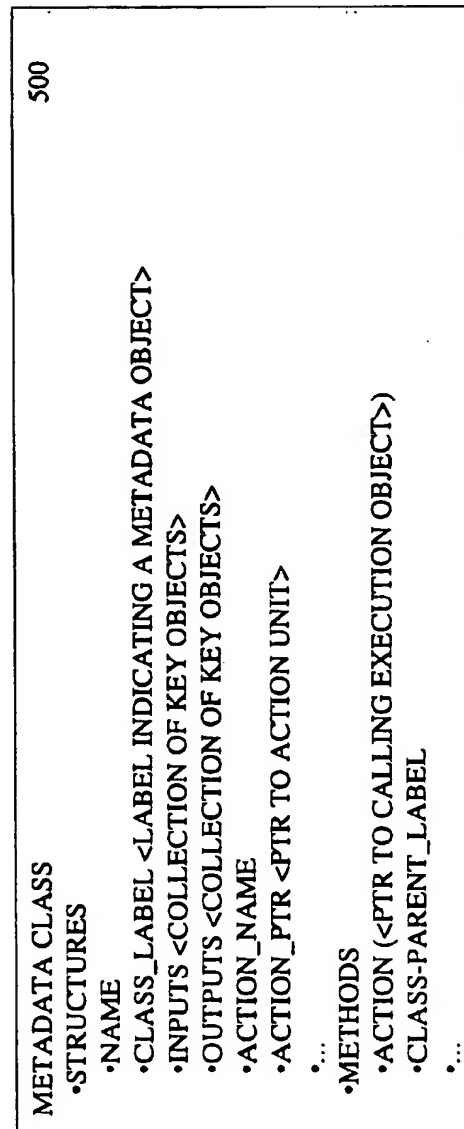 METADATA CLASS 500
•STRUCTURES
•NAME
•CLASS_LABEL <LABEL INDICATING A METADATA OBJECT>
•INPUTS <COLLECTION OF KEY OBJECTS>
•OUTPUTS <COLLECTION OF KEY OBJECTS>
•ACTION_NAME
•ACTION_PTR <PTR TO ACTION UNIT>
•...
•METHODS
•ACTION (<PTR TO CALLING EXECUTION OBJECT>)
•CLASS-PARENT_LABEL
•...